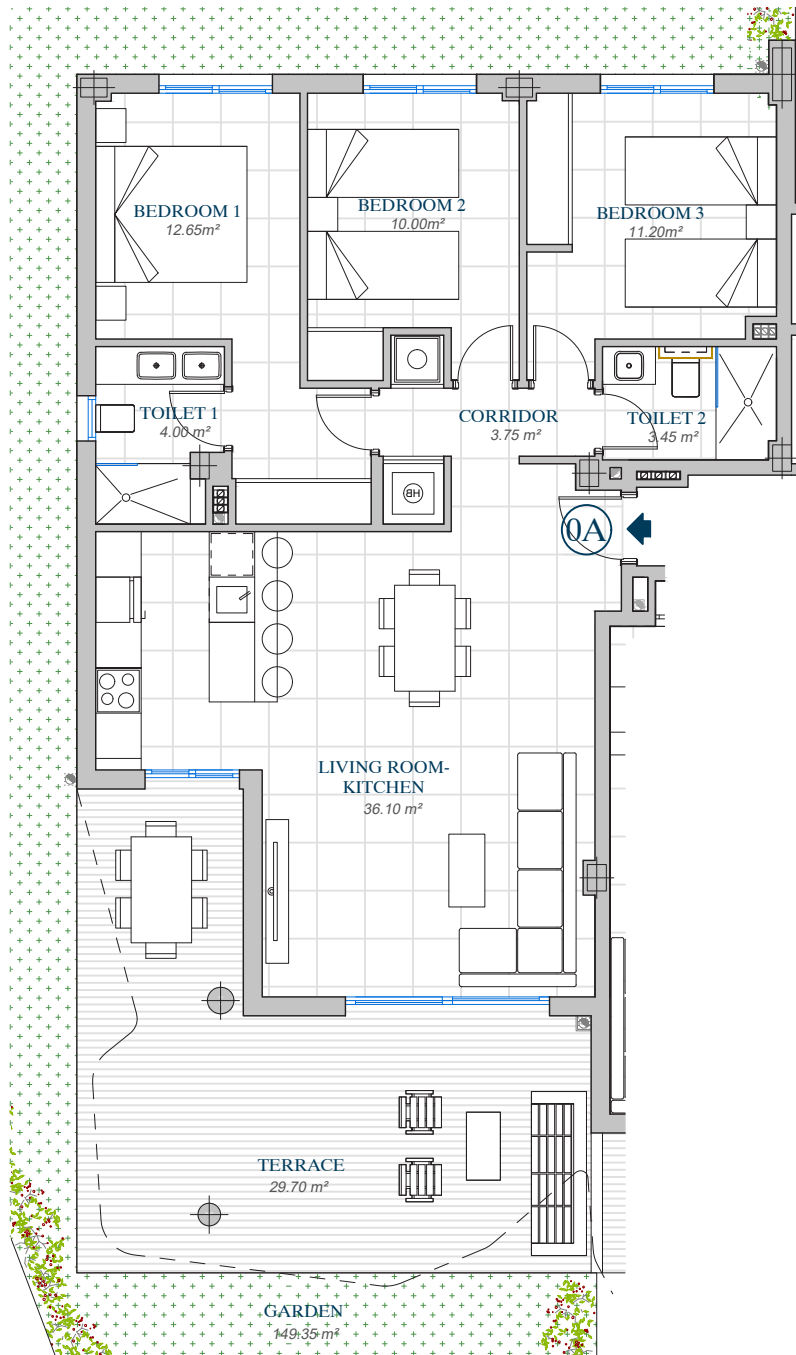 BEDROOM 1
12.65m²
BEDROOM 2
10.00m²
BEDROOM 3
11.20m²
TOILET 1
4.00 m²
CORRIDOR
3.75 m²
TOILET 2
3.45 m²
HB
0A
LIVING ROOM-
KITCHEN
36.10 m²
TERRACE
29.70 m²
GARDEN
149.35 m²